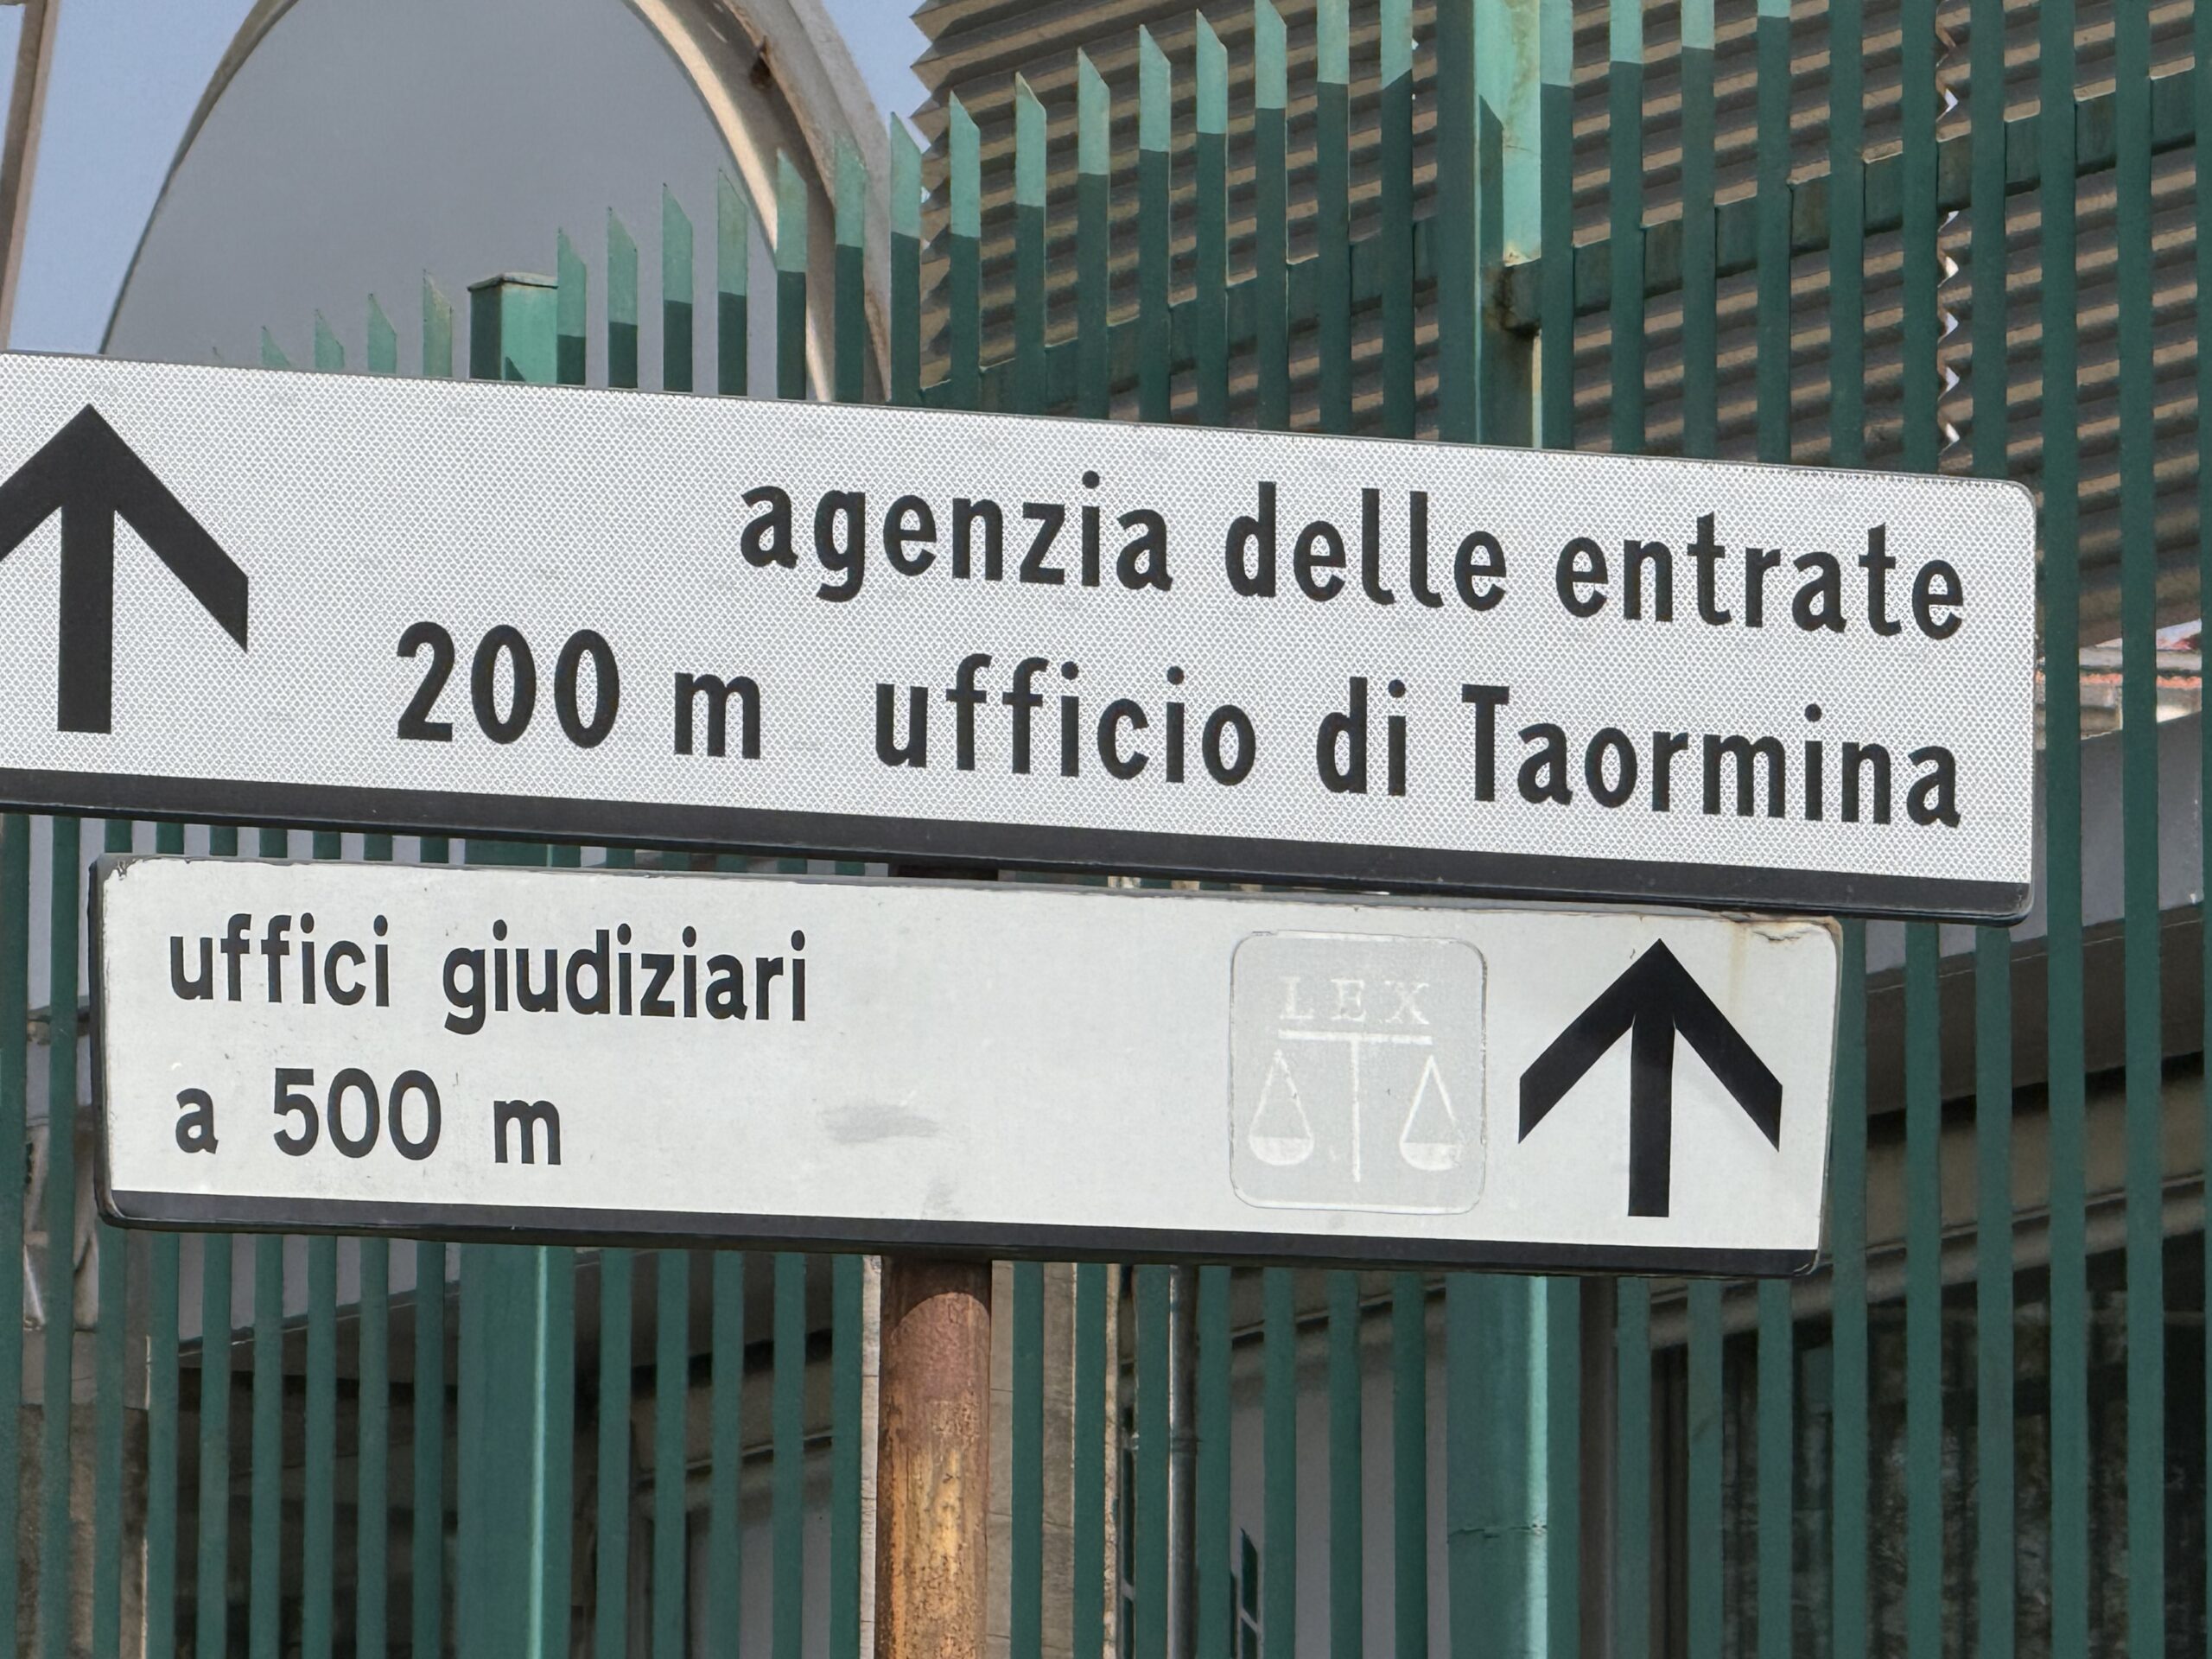 agenzia delle entrate
200 m ufficio di Taormina
uffici giudiziari
a 500 m
LEX